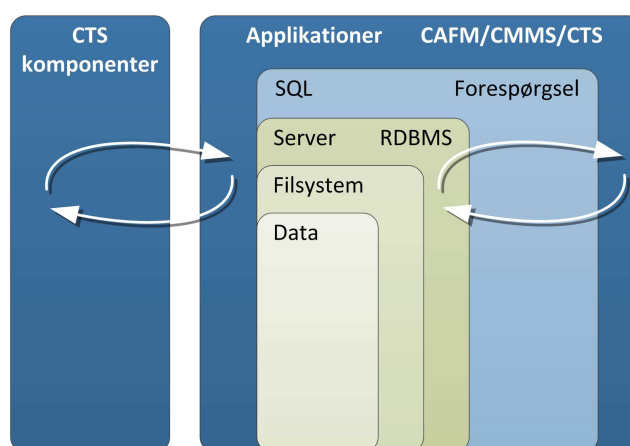 CTS
komponenter
Applikationer CAFM/CMMS/CTS
SQL Forespørgsel
Server RDBMS
Filsystem
Data